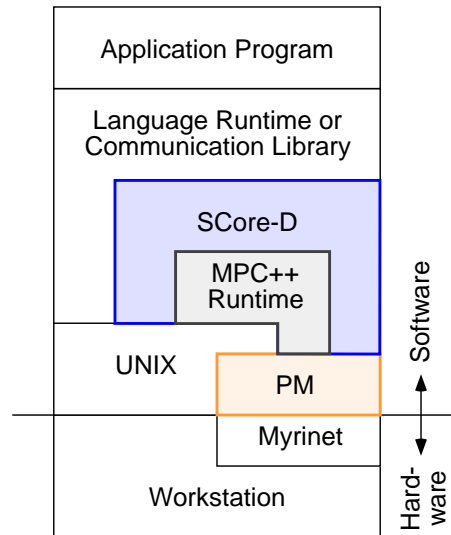 Application Program
Language Runtime or
Communication Library
SCore-D
MPC++
Runtime
UNIX
PM
Myrinet
Workstation
Software
Hard-
ware